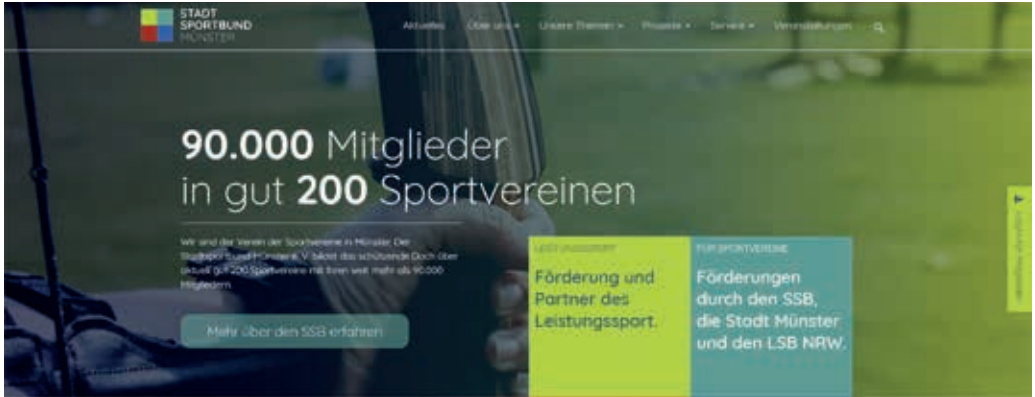 STADT
SPORTBUND
MÜNSTER
Aktuelles Über uns Unsere Themen Projekte Service Veranstaltungen
90.000 Mitglieder
in gut 200 Sportvereinen
Wir sind der Verein der Sportvereine in Münster. Der
Stadtsportbund Münster e. V. bildet das schützende Dach über
aktuell gut 200 Sportvereine mit ihren weit mehr als 90.000
Mitgliedern.
Mehr über den SSB erfahren
LEISTUNGSSPORT
Förderung und
Partner des
Leistungssport.
FÜR SPORTVEREINE
Förderungen
durch den SSB,
die Stadt Münster
und den LSB NRW.